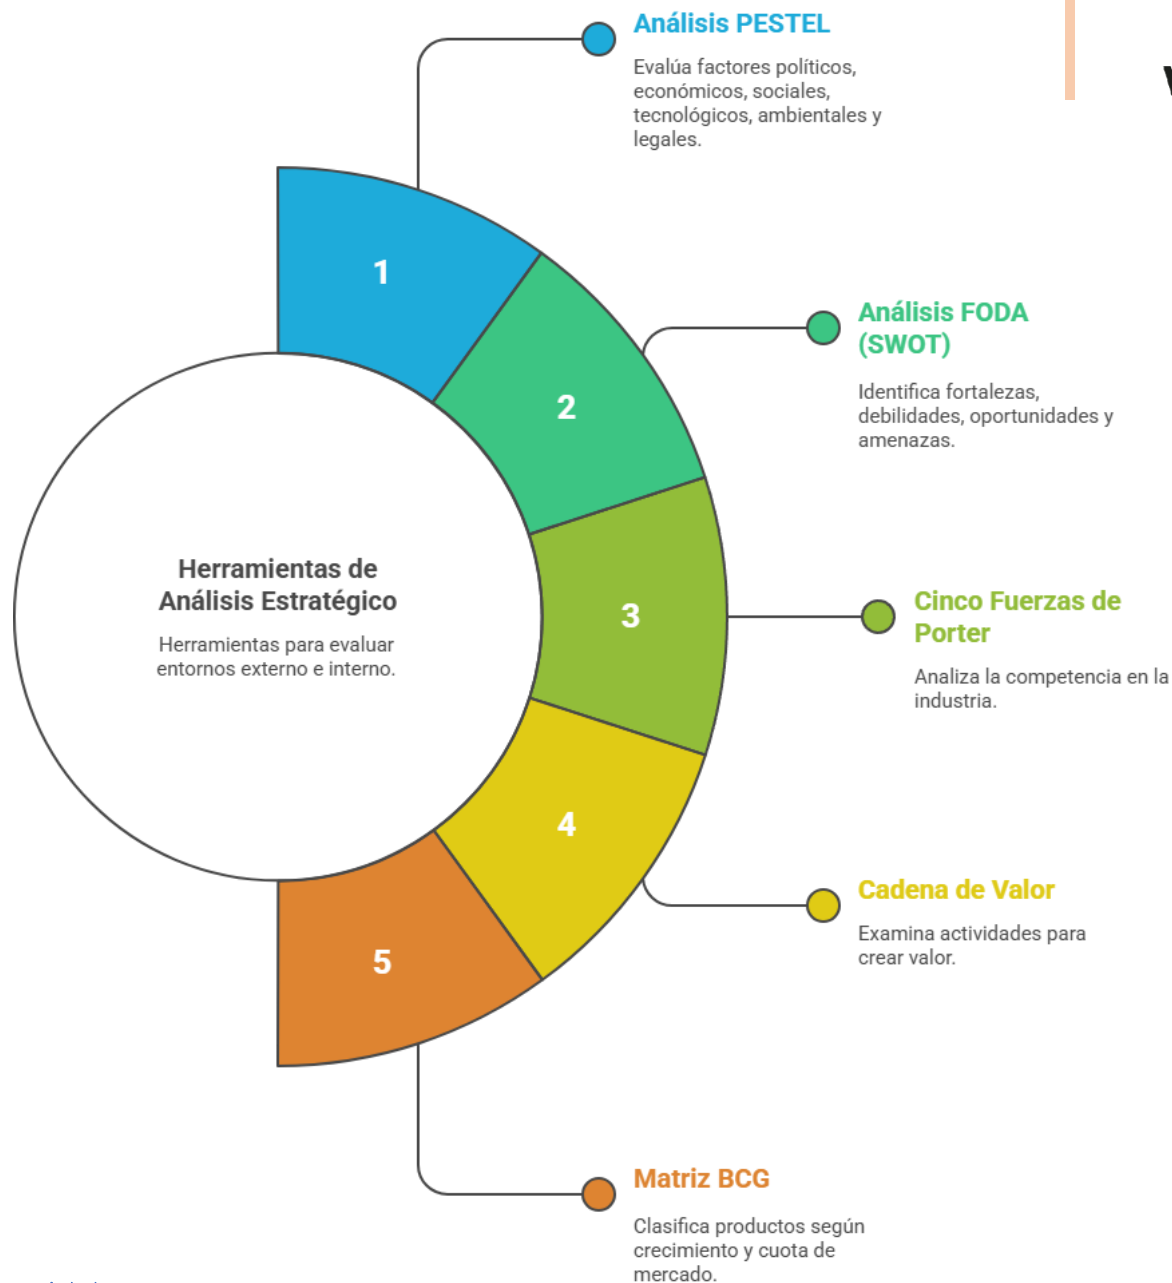 Análisis PESTEL
Evalúa factores políticos,
económicos, sociales,
tecnológicos, ambientales y
legales.
1
Análisis FODA
(SWOT)
2
Identifica fortalezas,
debilidades, oportunidades y
amenazas.
Herramientas de
Análisis Estratégico
Herramientas para evaluar
entornos externo e interno.
3
Cinco Fuerzas de
Porter
Analiza la competencia en la
industria.
4
Cadena de Valor
Examina actividades para
crear valor.
5
Matriz BCG
Clasifica productos según
crecimiento y cuota de
mercado.